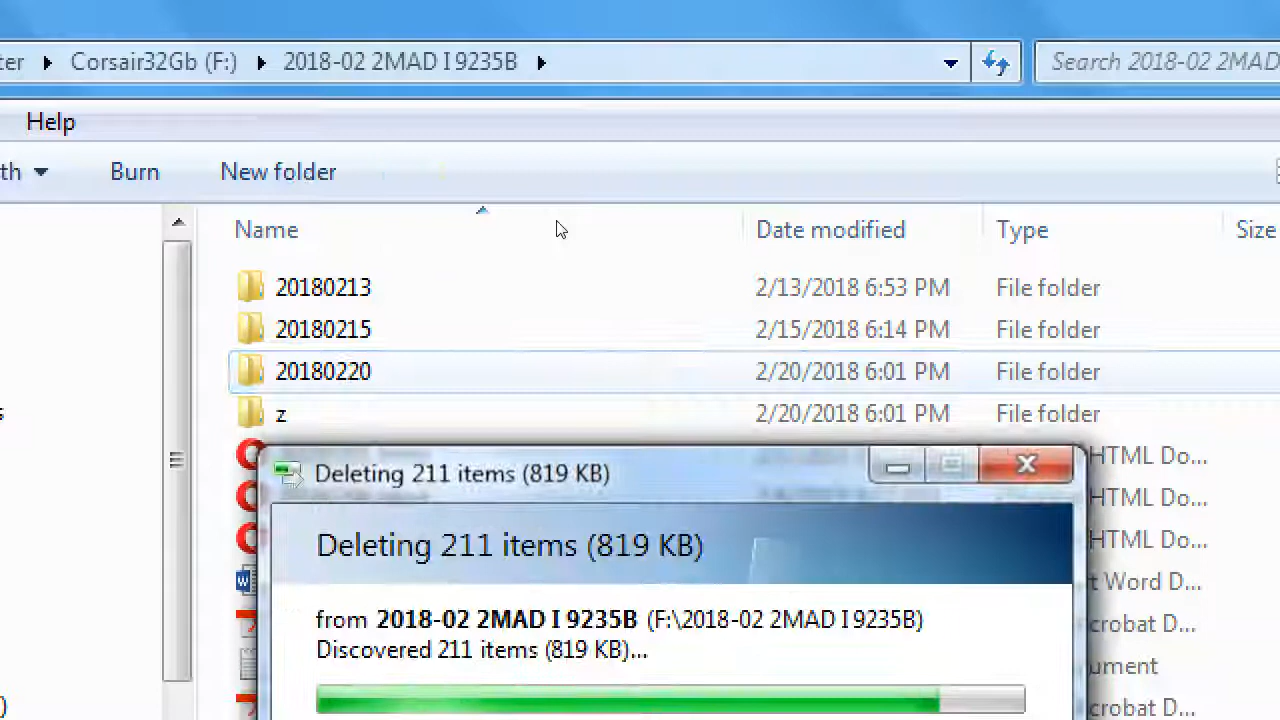 ter ▶ Corsair32Gb (F:) ▶ 2018-02 2MAD I 9235B ▶ Search 2018-02 2MAD
Help
th Burn New folder
Name Date modified Type Size
20180213 2/13/2018 6:53 PM File folder
20180215 2/15/2018 6:14 PM File folder
20180220 2/20/2018 6:01 PM File folder
z 2/20/2018 6:01 PM File folder
HTML Do...
Deleting 211 items (819 KB)
HTML Do...
HTML Do...
Deleting 211 items (819 KB)
t Word D...
from 2018-02 2MAD I 9235B (F:\2018-02 2MAD I 9235B)
crobat D...
Discovered 211 items (819 KB)...
ument
crobat D...